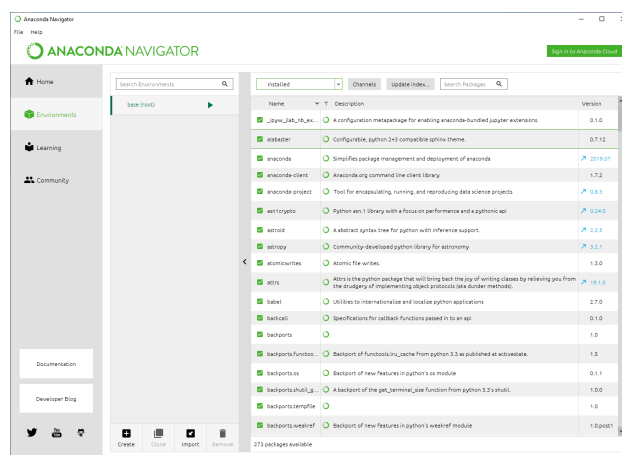 Anaconda Navigator
File Help
ANACONDA NAVIGATOR
Sign in to Anaconda Cloud
Home
Environments
Learning
Community
Documentation
Developer Blog
Search Environments
base (root)
Create Clone Import Remove
Installed Channels Update index... Search Packages
Name T Description Version
_ipyw_jlab_nb_ex... A configuration metapackage for enabling anaconda-bundled jupyter extensions 0.1.0
alabaster Configurable, python 2+3 compatible sphinx theme. 0.7.12
anaconda Simplifies package management and deployment of anaconda 2019.07
anaconda-client Anaconda.org command line client library 1.7.2
anaconda-project Tool for encapsulating, running, and reproducing data science projects 0.8.3
asn1crypto Python asn.1 library with a focus on performance and a pythonic api 0.24.0
astroid A abstract syntax tree for python with inference support. 2.2.5
astropy Community-developed python library for astronomy 3.2.1
atomicwrites Atomic file writes. 1.3.0
attrs Attrs is the python package that will bring back the joy of writing classes by relieving you from
the drudgery of implementing object protocols (aka dunder methods). 19.1.0
babel Utilities to internationalize and localize python applications 2.7.0
backcall Specifications for callback functions passed in to an api 0.1.0
backports 1.0
backports.functoo... Backport of functools.lru_cache from python 3.3 as published at activestate. 1.5
backports.os Backport of new features in python's os module 0.1.1
backports.shutil_g... A backport of the get_terminal_size function from python 3.3's shutil. 1.0.0
backports.tempfile 1.0
backports.weakref Backport of new features in python's weakref module 1.0.post1
273 packages available